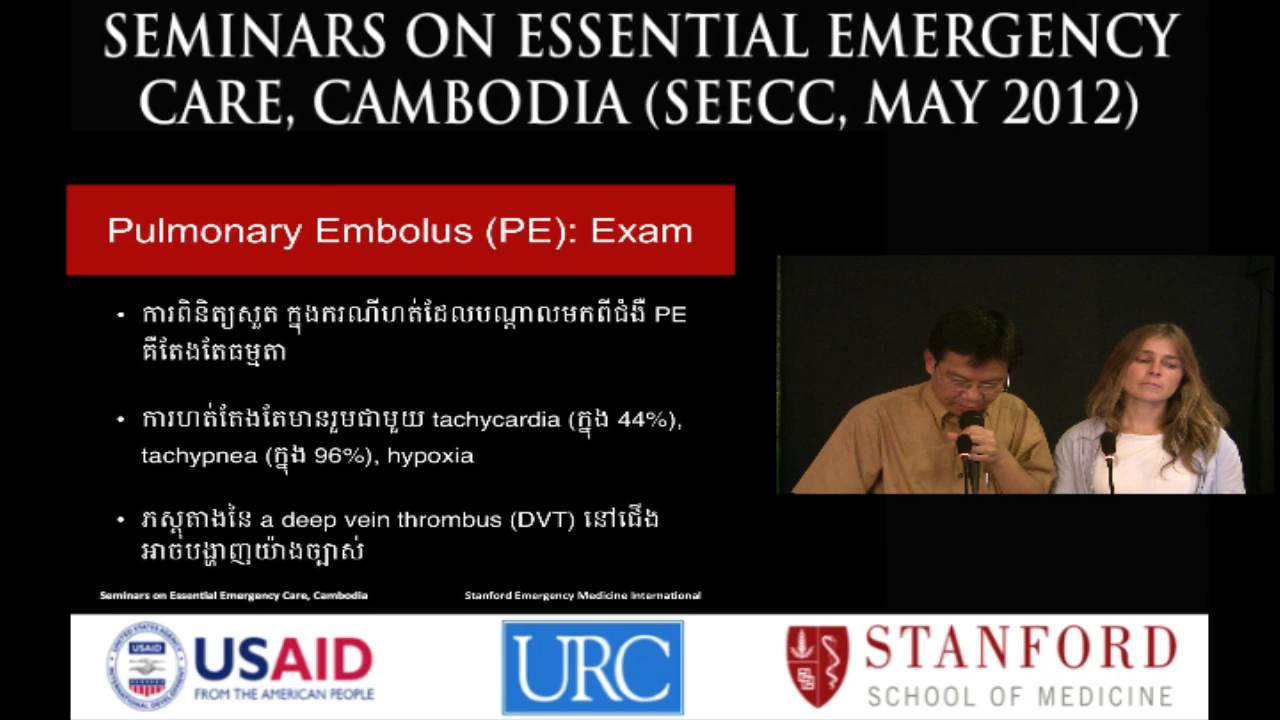 SEMINARS ON ESSENTIAL EMERGENCY
CARE, CAMBODIA (SEECC, MAY 2012)
Pulmonary Embolus (PE): Exam
• ការពិនិត្យសួត ក្នុងករណីហត់ដែលបណ្តាលមកពីជំងឺ PE
គឺតែងតែធម្មតា
• ការហត់តែងតែមានរួមជាមួយ tachycardia (ក្នុង 44%),
tachypnea (ក្នុង 96%), hypoxia
• ភស្តុតាងនៃ a deep vein thrombus (DVT) នៅជើង
អាចបង្ហាញយ៉ាងច្បាស់
Seminars on Essential Emergency Care, Cambodia
Stanford Emergency Medicine International
USAID
USAID
FROM THE AMERICAN PEOPLE
URC
STANFORD
SCHOOL OF MEDICINE